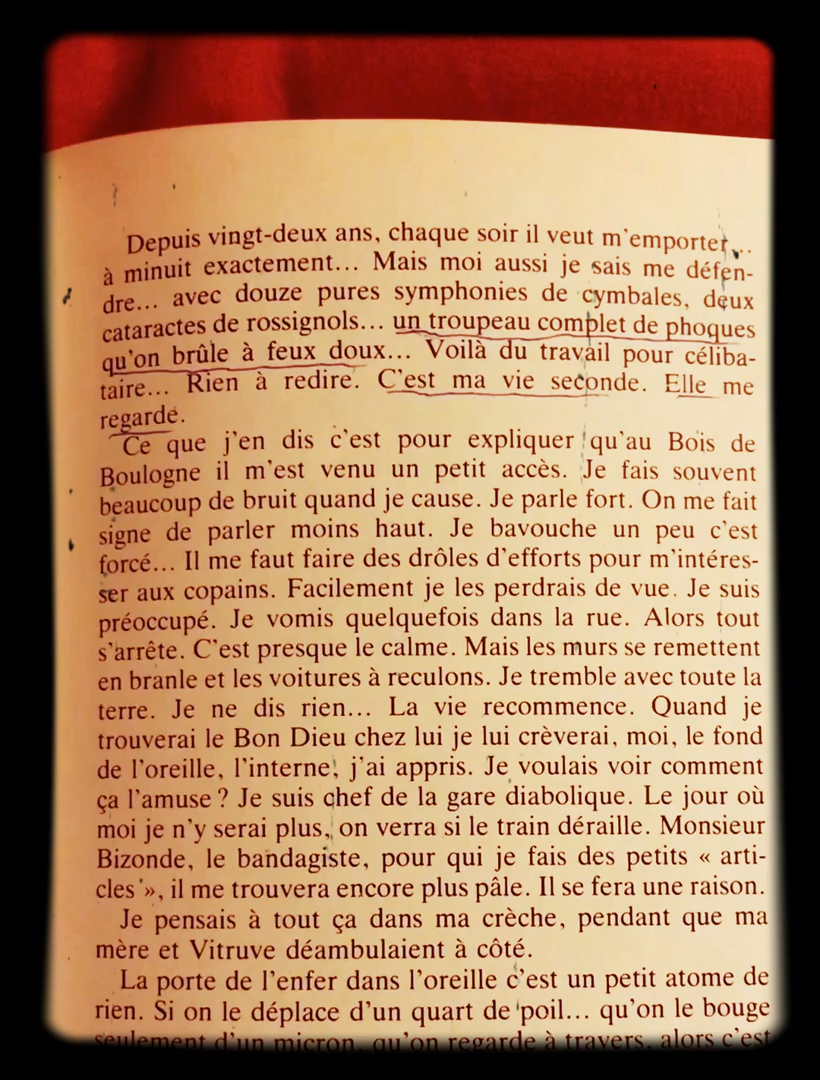 Depuis vingt-deux ans, chaque soir il veut m'emporter...
à minuit exactement... Mais moi aussi je sais me défen-
dre... avec douze pures symphonies de cymbales, deux
cataractes de rossignols... un troupeau complet de phoques
qu'on brûle à feux doux... Voilà du travail pour céliba-
taire... Rien à redire. C'est ma vie seconde. Elle me
regarde.
Ce que j'en dis c'est pour expliquer qu'au Bois de
Boulogne il m'est venu un petit accès. Je fais souvent
beaucoup de bruit quand je cause. Je parle fort. On me fait
signe de parler moins haut. Je bavouche un peu c'est
forcé... Il me faut faire des drôles d'efforts pour m'intéres-
ser aux copains. Facilement je les perdrais de vue. Je suis
préoccupé. Je vomis quelquefois dans la rue. Alors tout
s'arrête. C'est presque le calme. Mais les murs se remettent
en branle et les voitures à reculons. Je tremble avec toute la
terre. Je ne dis rien... La vie recommence. Quand je
trouverai le Bon Dieu chez lui je lui crèverai, moi, le fond
de l'oreille, l'interne, j'ai appris. Je voulais voir comment
ça l'amuse ? Je suis chef de la gare diabolique. Le jour où
moi je n'y serai plus, on verra si le train déraille. Monsieur
Bizonde, le bandagiste, pour qui je fais des petits « arti-
cles », il me trouvera encore plus pâle. Il se fera une raison.
Je pensais à tout ça dans ma crèche, pendant que ma
mère et Vitruve déambulaient à côté.
La porte de l'enfer dans l'oreille c'est un petit atome de
rien. Si on le déplace d'un quart de poil... qu'on le bouge
seulement d'un micron, qu'on regarde à travers, alors c'est